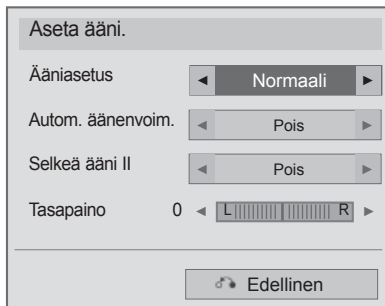 Aseta ääni.
Ääniasetus ◄ Normaali ►
Autom. äänenvoim. ◄ Pois ►
Selkeä ääni II ◄ Pois ►
Tasapaino 0 ◄ L R ►
Edellinen